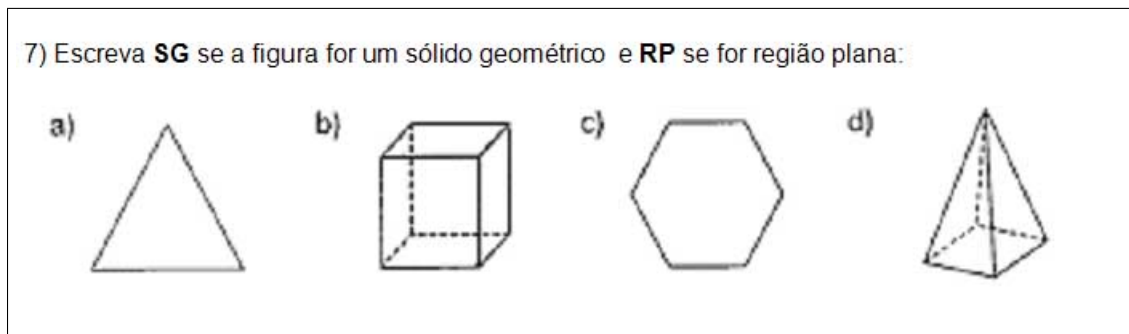 7) Escreva SG se a figura for um sólido geométrico e RP se for região plana:
a) b) c) d)